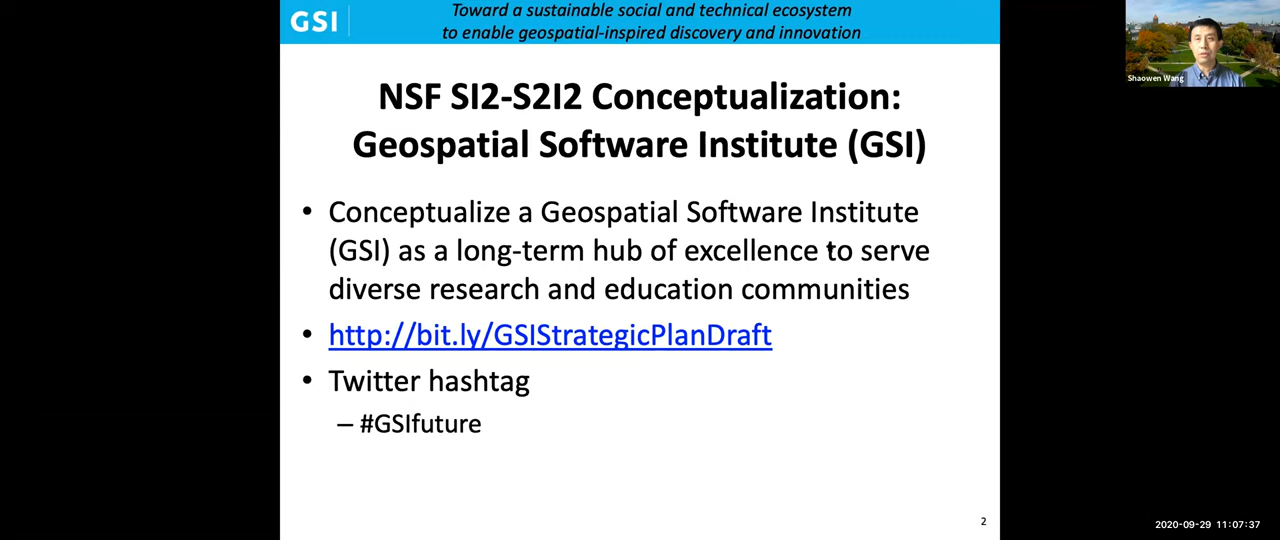 GSI
Toward a sustainable social and technical ecosystem
to enable geospatial-inspired discovery and innovation
Shaowen Wang
NSF SI2-S2I2 Conceptualization:
Geospatial Software Institute (GSI)
• Conceptualize a Geospatial Software Institute
(GSI) as a long-term hub of excellence to serve
diverse research and education communities
• http://bit.ly/GSIStrategicPlanDraft
• Twitter hashtag
– #GSIfuture
2
2020-09-29 11:07:37